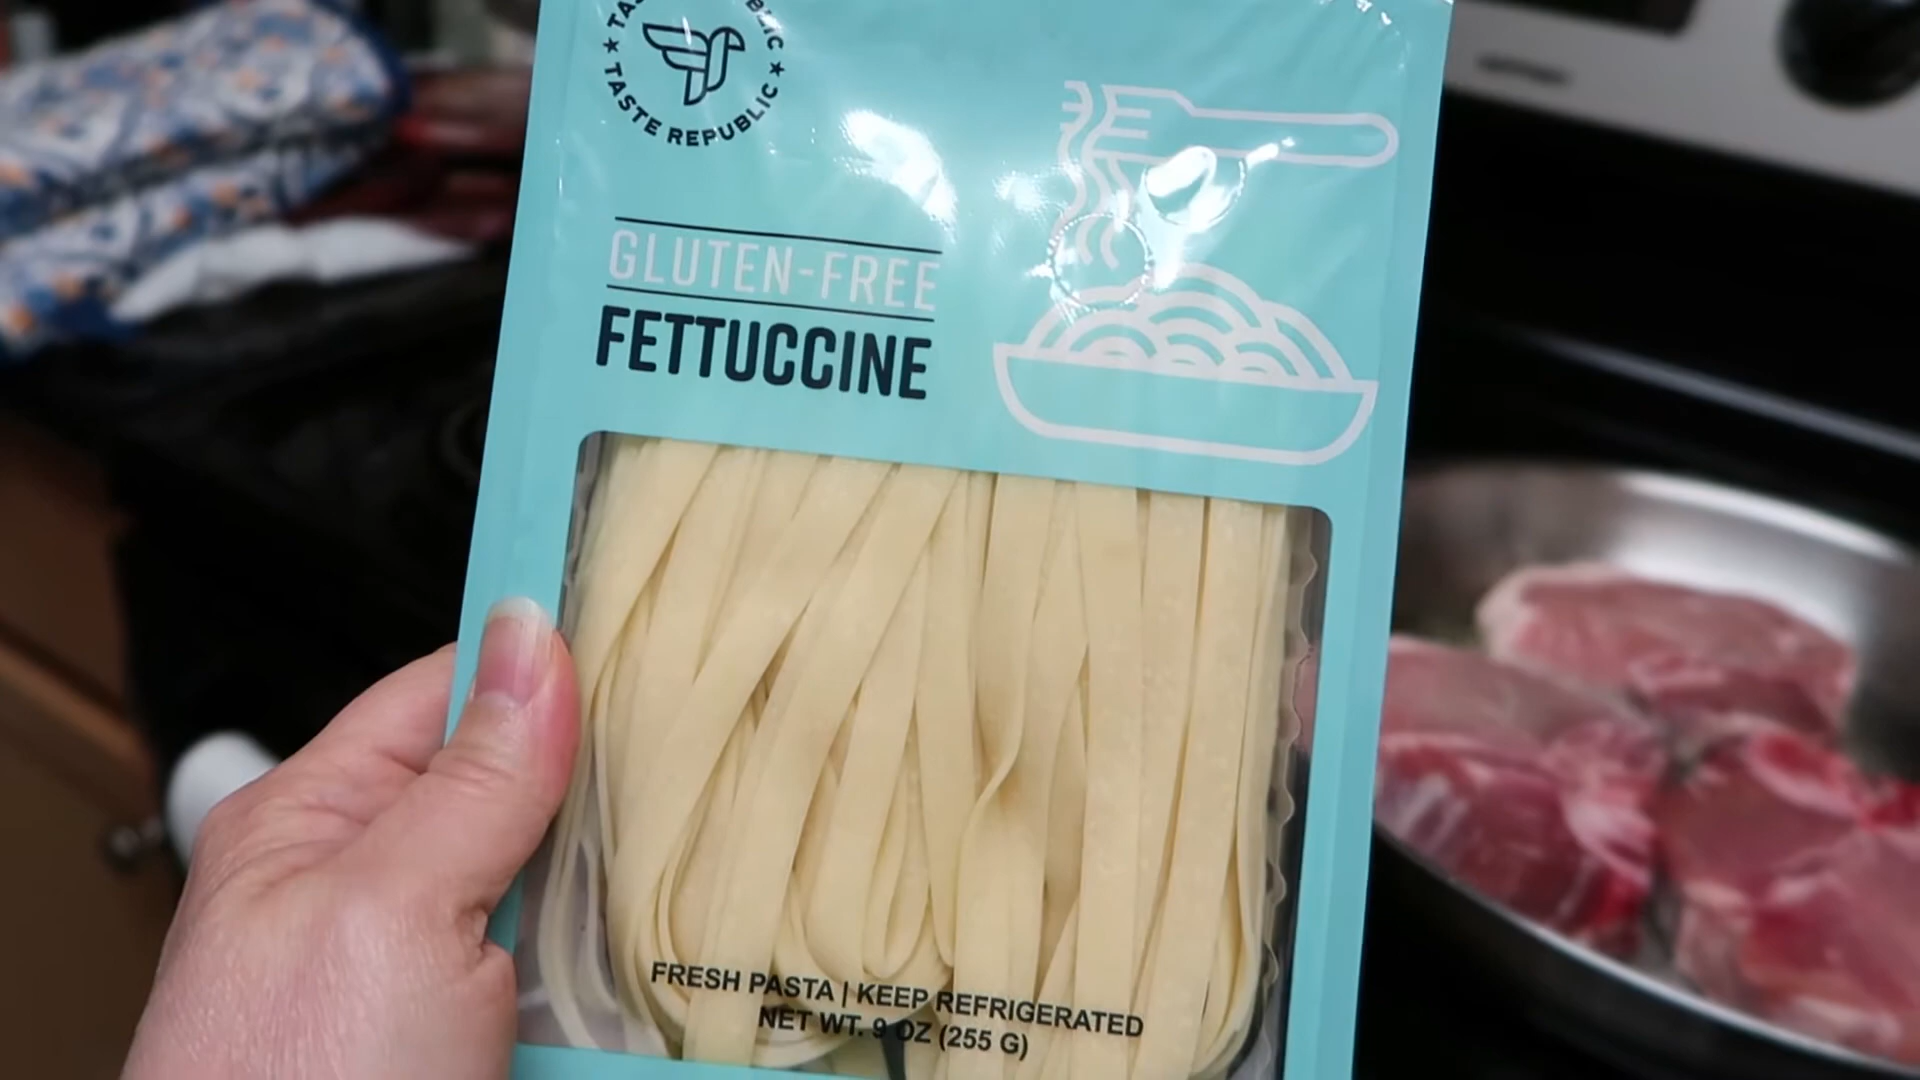 TASTE REPUBLIC
GLUTEN-FREE
FETTUCCINE
FRESH PASTA | KEEP REFRIGERATED
NET WT. 9 OZ (255 G)